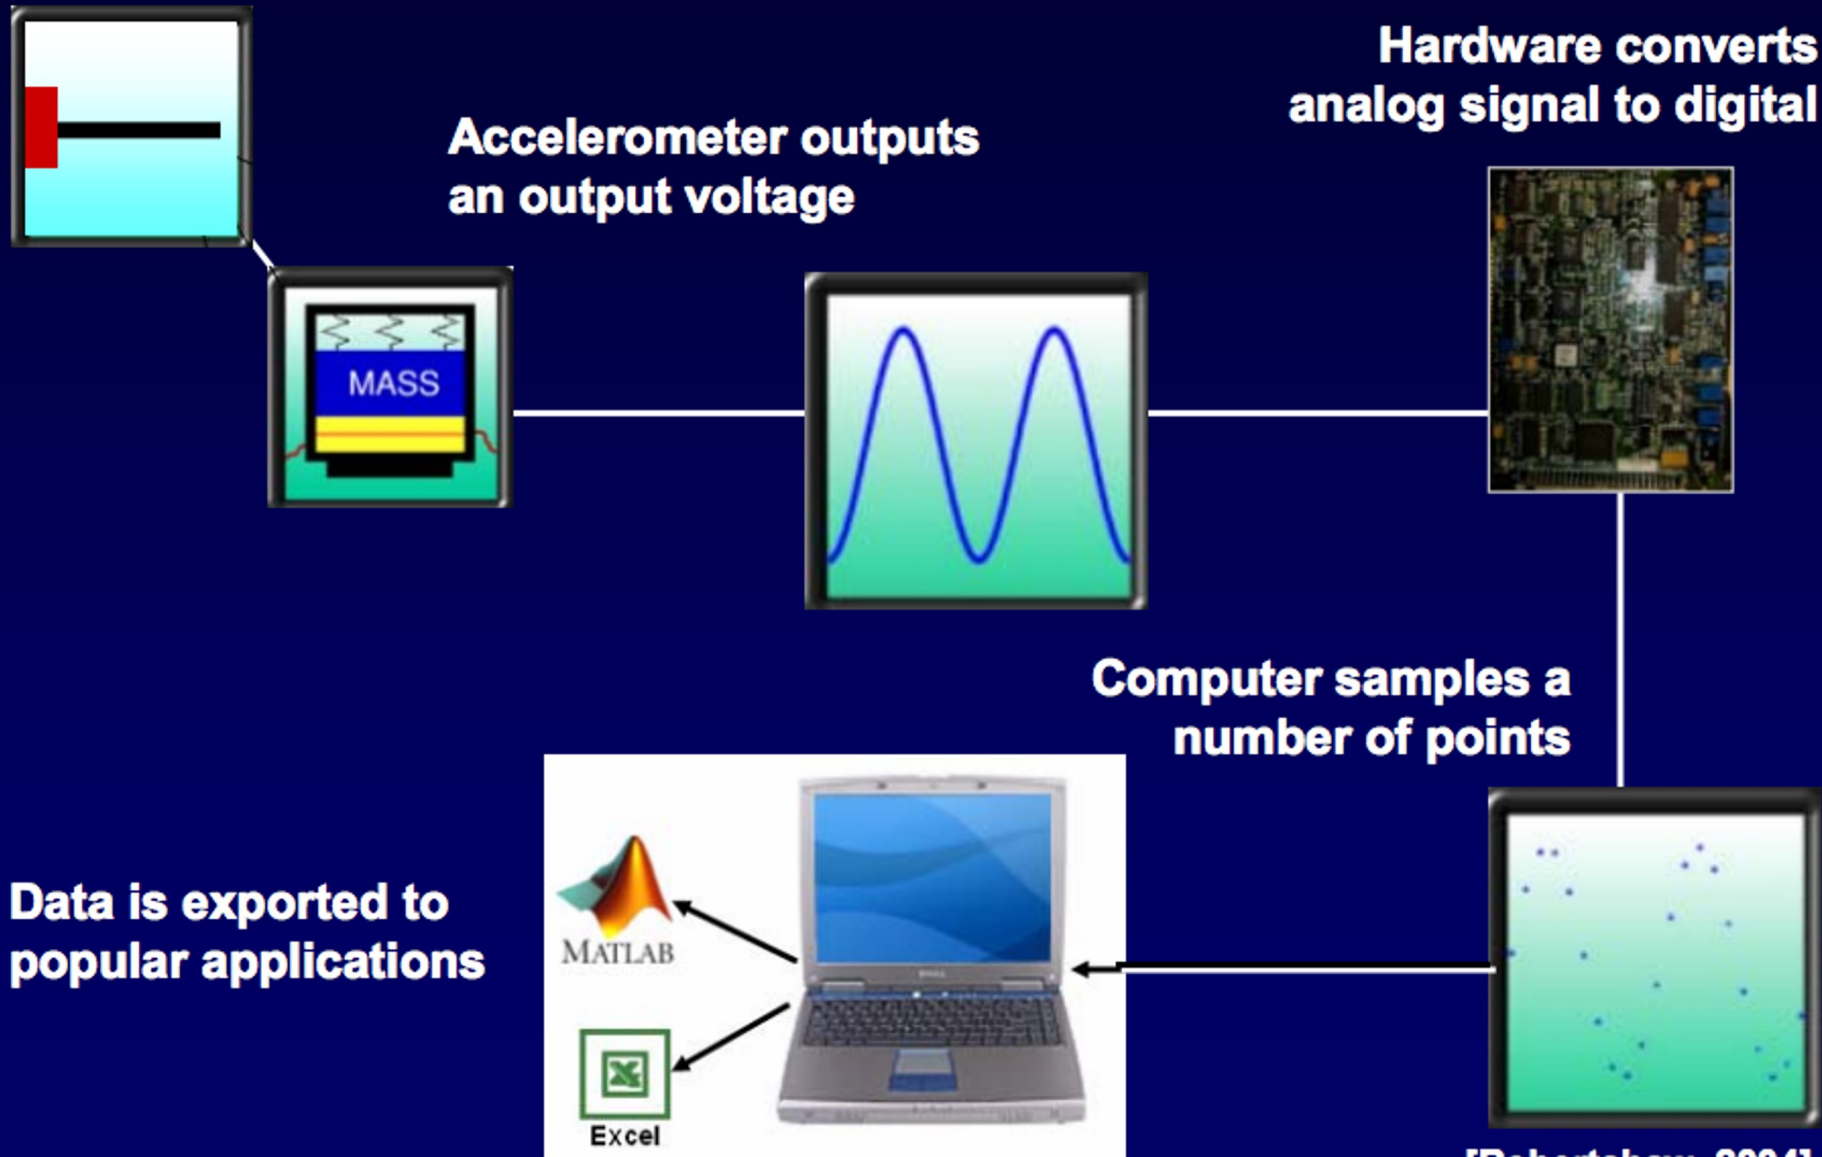 Hardware converts
analog signal to digital
Accelerometer outputs
an output voltage
MASS
Computer samples a
number of points
Data is exported to
popular applications
MATLAB
DELL
Excel